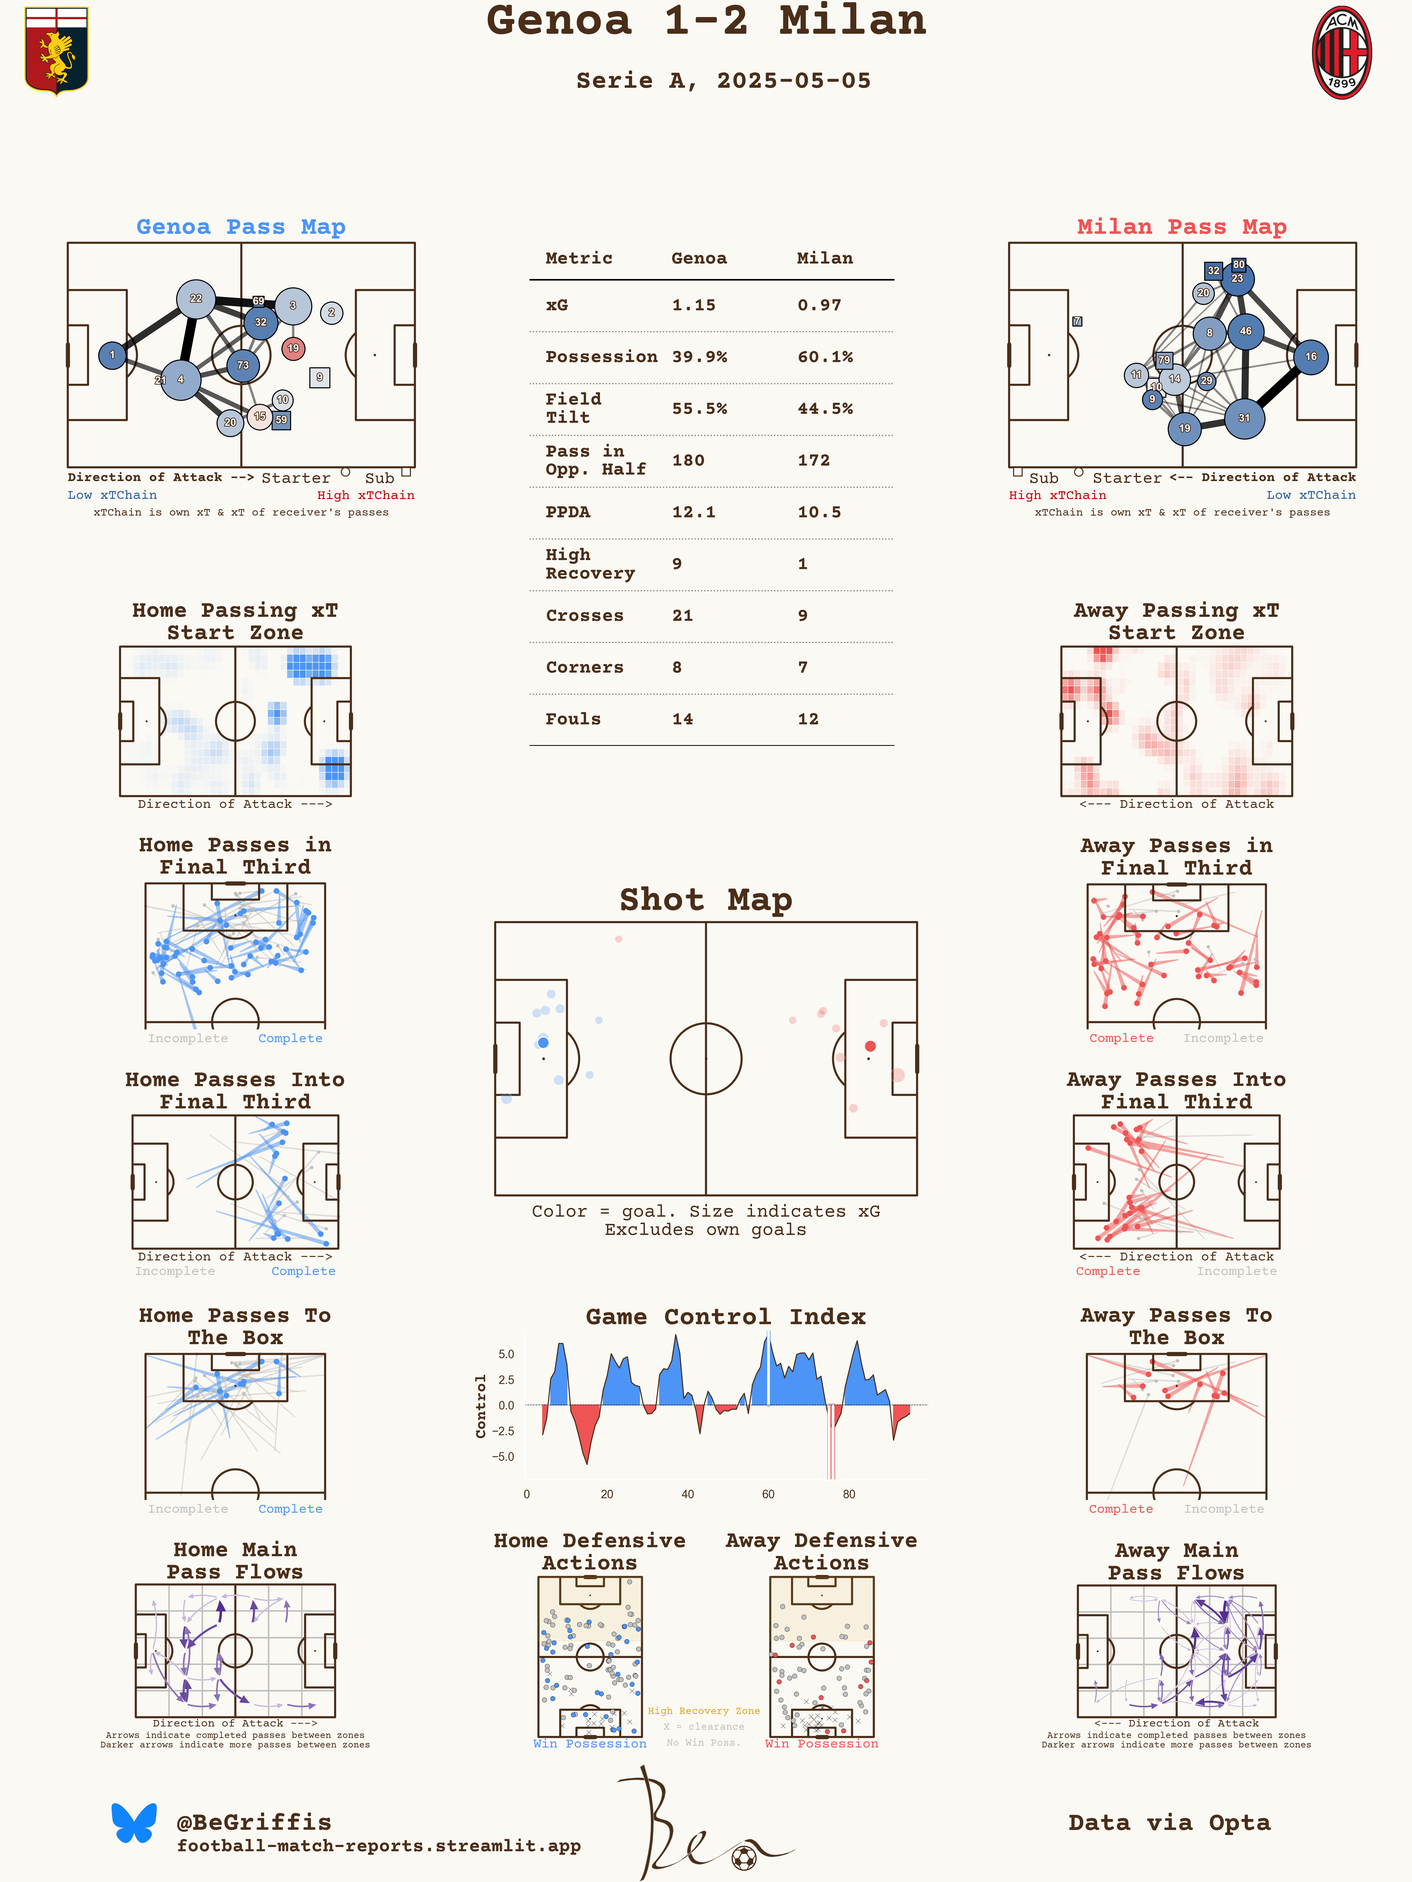 Genoa 1-2 Milan
Serie A, 2025-05-05
ACM
1899
Genoa Pass Map
22
69
3
2
32
1
19
73
21 4
9
10
20
15
59
Direction of Attack --> Starter Sub
Low xTChain High xTChain
xTChain is own xT & xT of receiver's passes
Metric Genoa Milan
xG 1.15 0.97
Possession 39.9% 60.1%
Field
Tilt 55.5% 44.5%
Pass in
Opp. Half 180 172
PPDA 12.1 10.5
High
Recovery 9 1
Crosses 21 9
Corners 8 7
Fouls 14 12
Milan Pass Map
32
80
23
20
7
8
46
16
79
11
14
29
10
9
19
31
Sub Starter <-- Direction of Attack
High xTChain Low xTChain
xTChain is own xT & xT of receiver's passes
Home Passing xT
Start Zone
Direction of Attack --->
Away Passing xT
Start Zone
<--- Direction of Attack
Home Passes in
Final Third
Incomplete Complete
Away Passes in
Final Third
Complete Incomplete
Shot Map
Color = goal. Size indicates xG
Excludes own goals
Home Passes Into
Final Third
Direction of Attack --->
Incomplete Complete
Away Passes Into
Final Third
<--- Direction of Attack
Complete Incomplete
Home Passes To
The Box
Incomplete Complete
Game Control Index
Control
5.0
2.5
0.0
−2.5
−5.0
0 20 40 60 80
Away Passes To
The Box
Complete Incomplete
Home Main
Pass Flows
Direction of Attack --->
Arrows indicate completed passes between zones
Darker arrows indicate more passes between zones
Home Defensive
Actions
Win Possession
High Recovery Zone
X = clearance
No Win Poss.
Away Defensive
Actions
Win Possession
Away Main
Pass Flows
<--- Direction of Attack
Arrows indicate completed passes between zones
Darker arrows indicate more passes between zones
@BeGriffis
football-match-reports.streamlit.app
Ben
Data via Opta